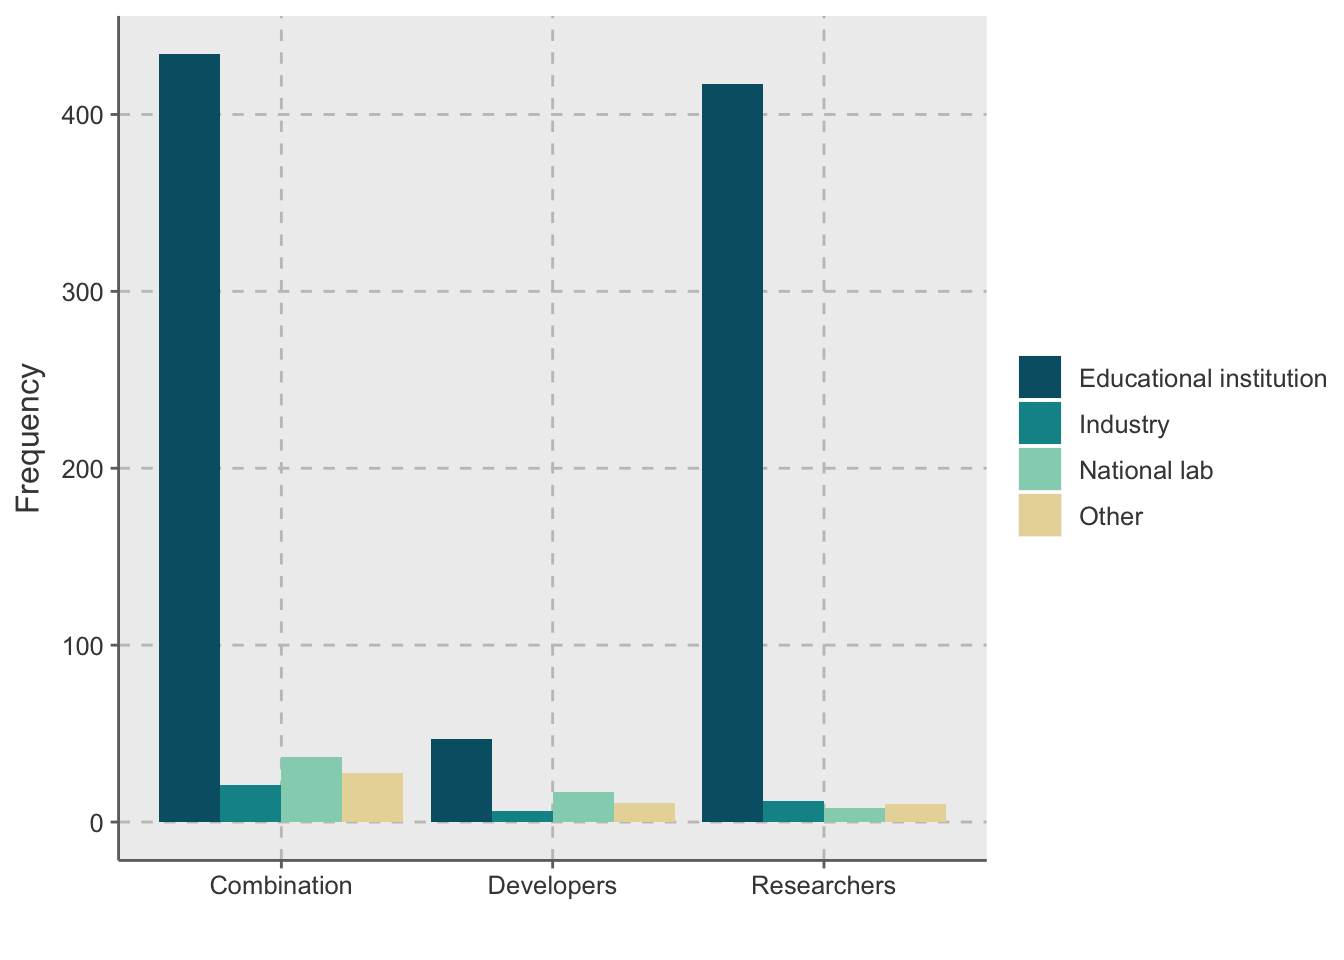 Frequency
400
300
200
100
0
Combination
Developers
Researchers
Educational institution
Industry
National lab
Other